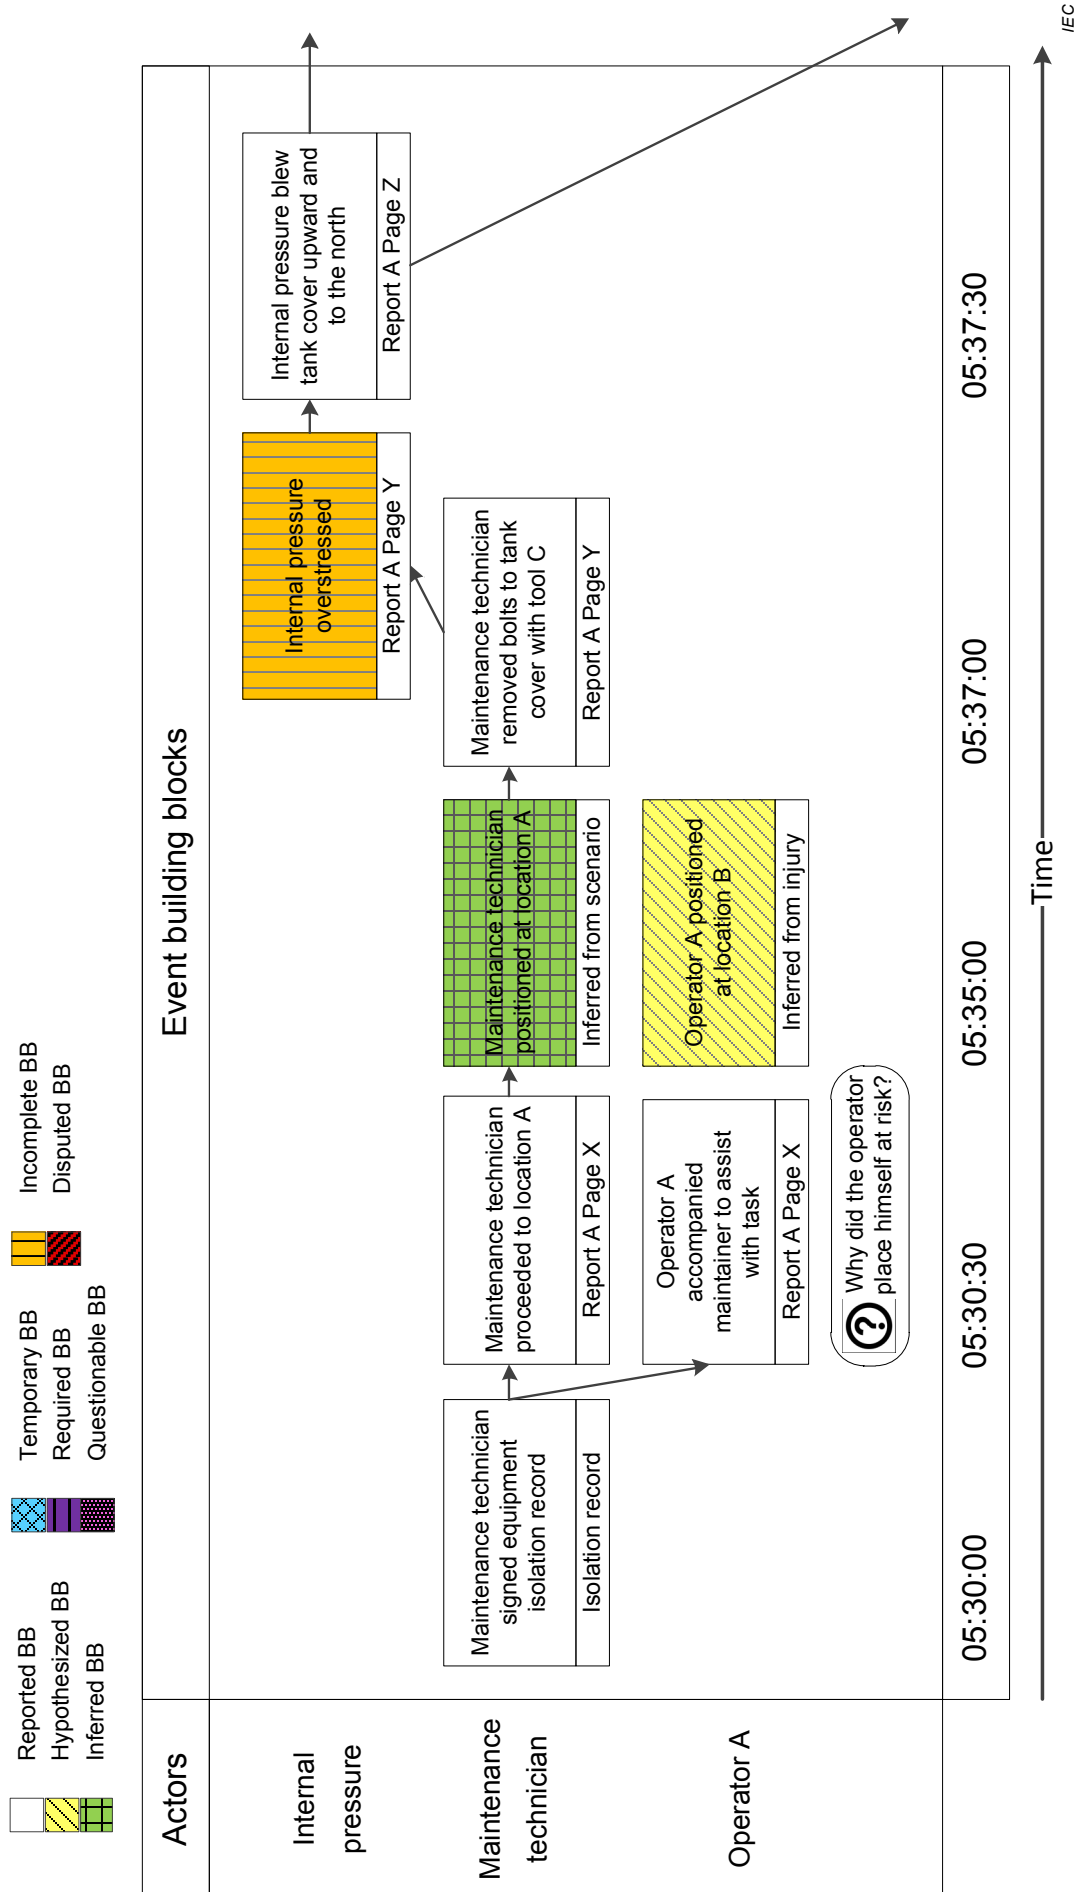 Reported BB
Hypothesized BB
Inferred BB
Temporary BB
Required BB
Questionable BB
Incomplete BB
Disputed BB
Actors
Event building blocks
Internal
pressure
Internal pressure
overstressed
Report A Page Y
Internal pressure blew
tank cover upward and
to the north
Report A Page Z
Maintenance
technician
Maintenance technician
signed equipment
isolation record
Isolation record
Maintenance technician
proceeded to location A
Report A Page X
Maintenance technician
positioned at location A
Inferred from scenario
Maintenance technician
removed bolts to tank
cover with tool C
Report A Page Y
Operator A
Operator A
accompanied
maintainer to assist
with task
Report A Page X
Operator A positioned
at location B
Inferred from injury
?
Why did the operator
place himself at risk?
05:30:00
05:30:30
05:35:00
05:37:00
05:37:30
Time
IEC